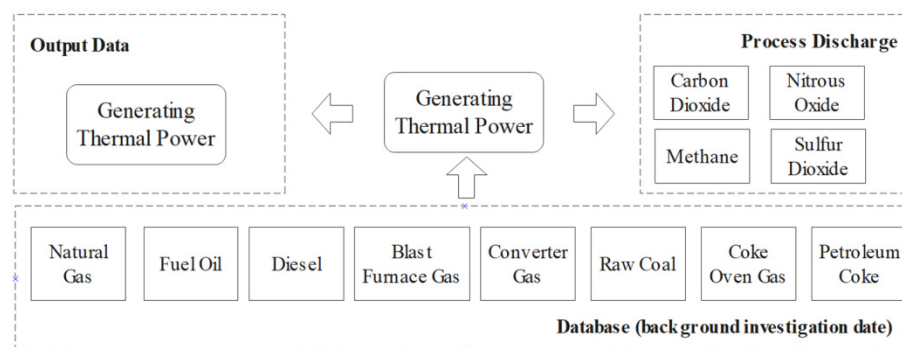 Output Data
Generating
Thermal Power
Generating
Thermal Power
Process Discharge
Carbon
Dioxide
Nitrous
Oxide
Methane
Sulfur
Dioxide
Natural
Gas
Fuel Oil
Diesel
Blast
Furnace Gas
Converter
Gas
Raw Coal
Coke
Oven Gas
Petroleum
Coke
Database (background investigation date)